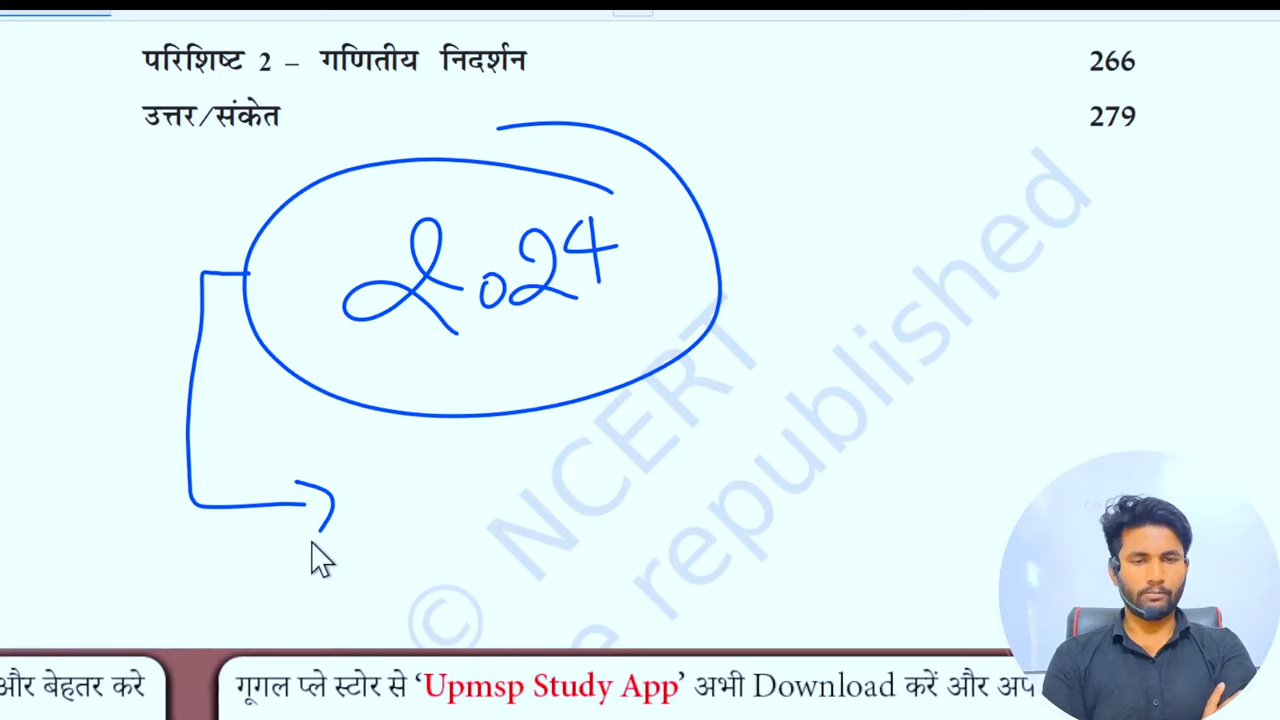 परिशिष्ट 2 – गणितीय निदर्शन 266
उत्तर/संकेत 279
2024
© NCERT
e republished
और बेहतर करे
गूगल प्ले स्टोर से ‘Upmsp Study App’ अभी Download करें और अप